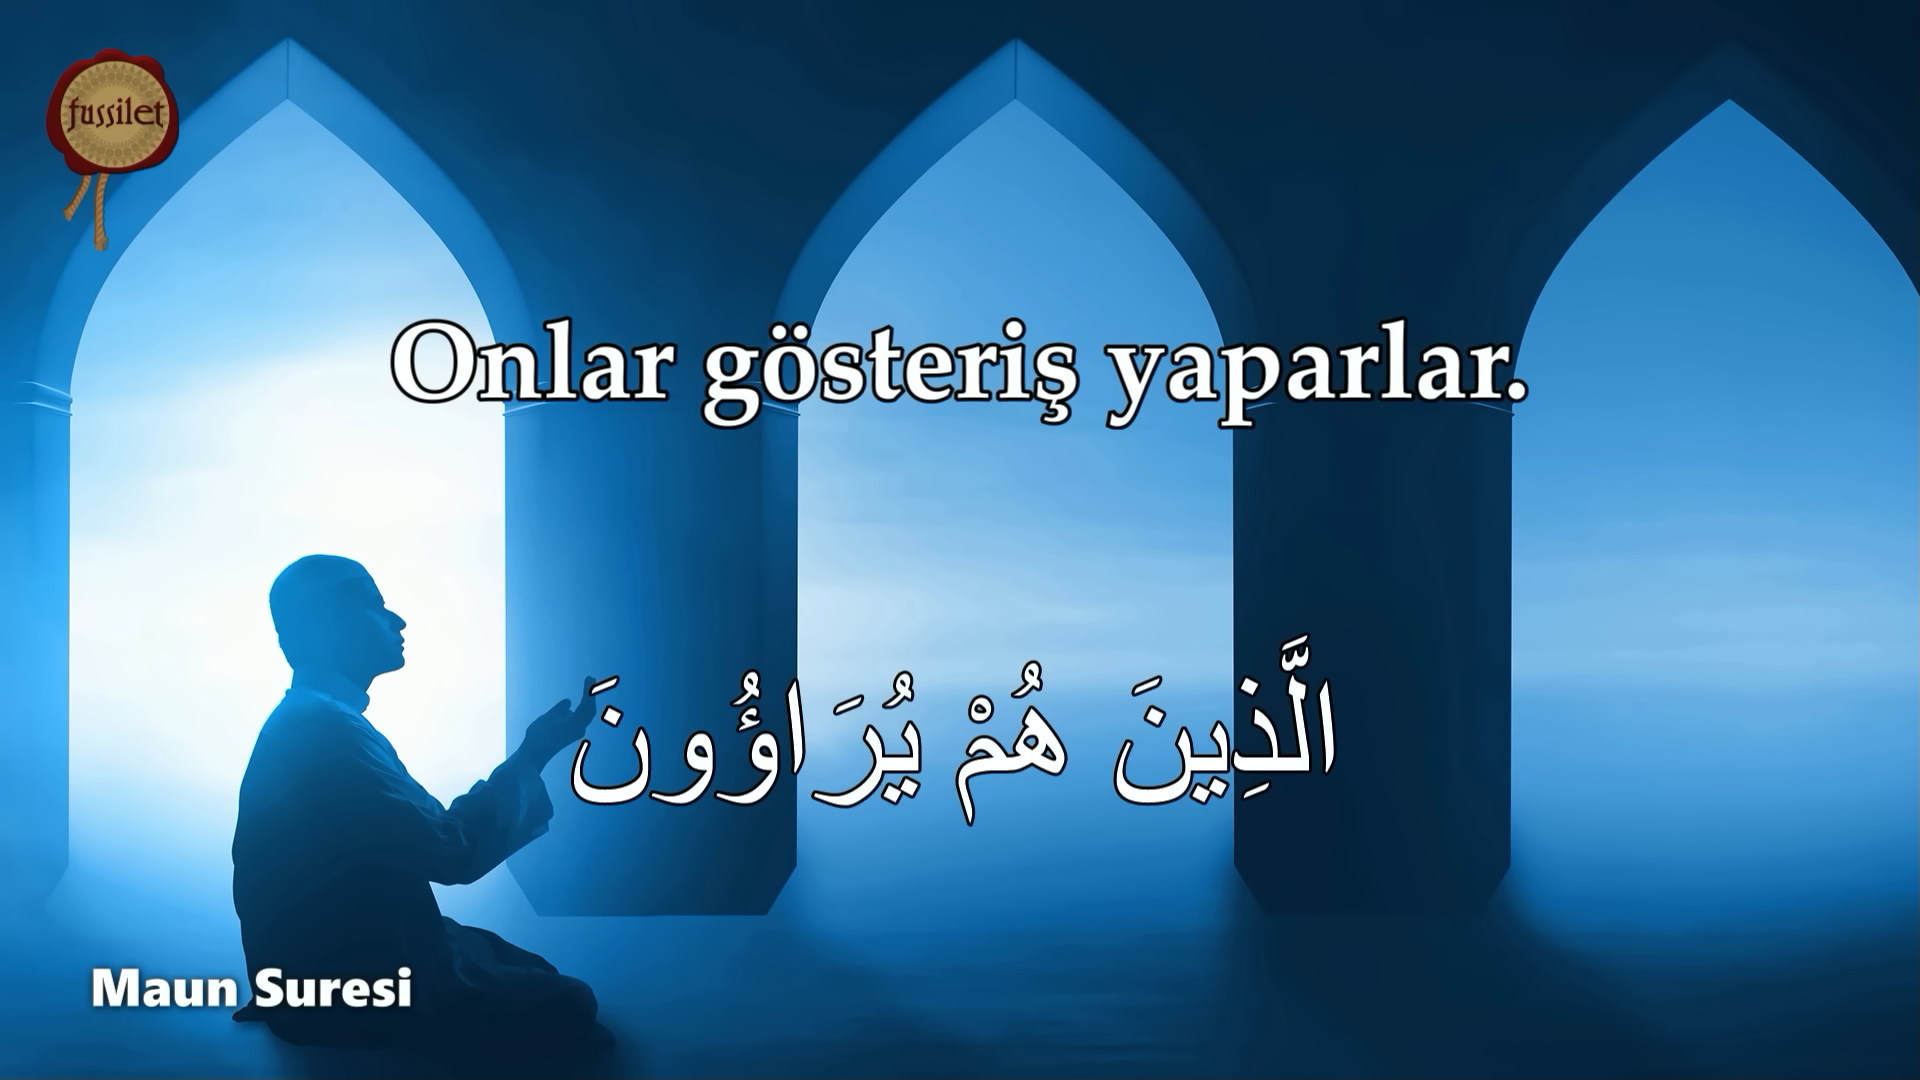 fussilet
Onlar gösteriş yaparlar.
الَّذِينَ هُمْ يُرَاؤُونَ
Maun Suresi